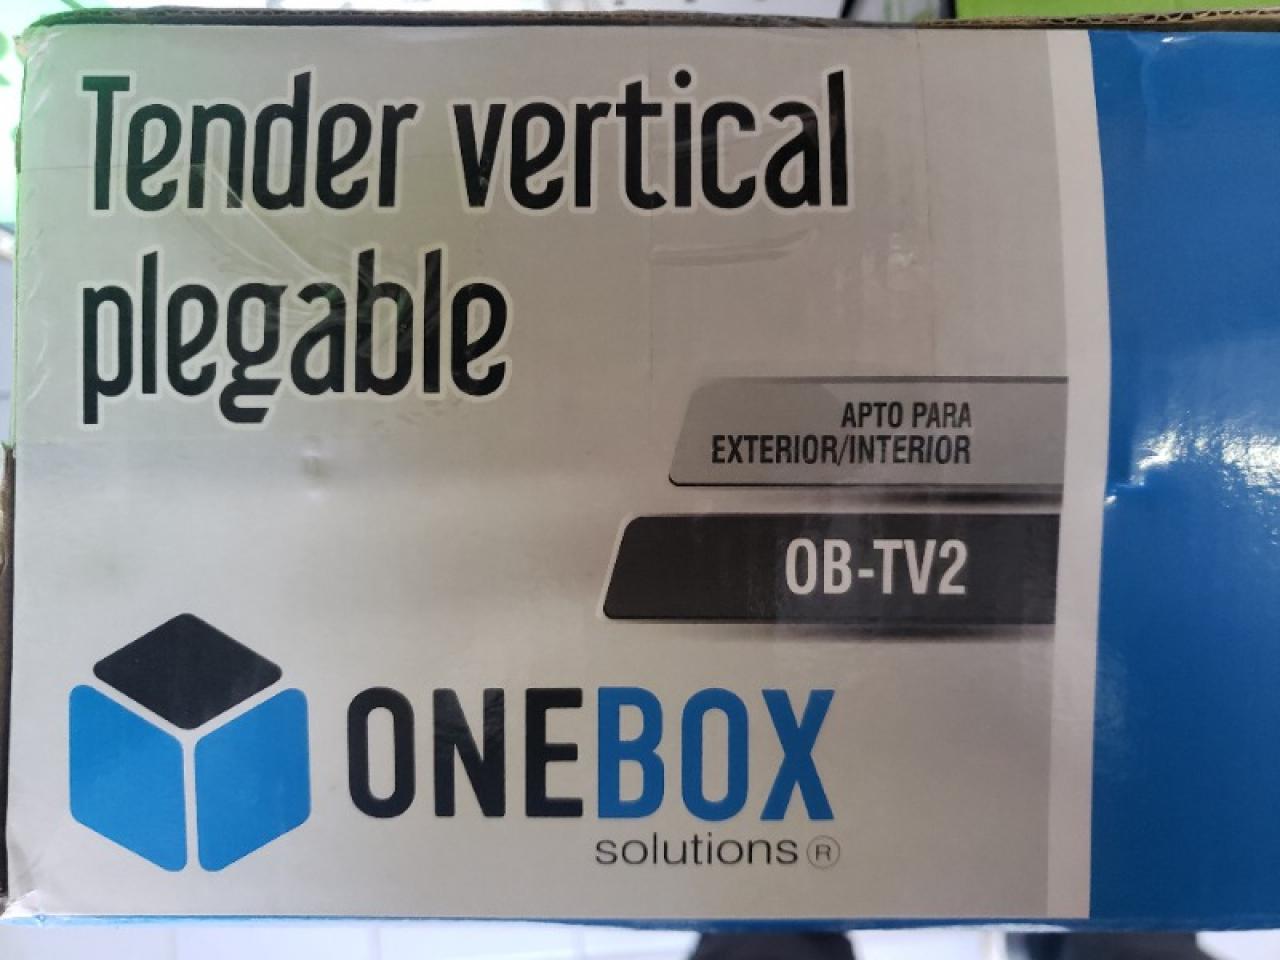 Tender vertical
plegable
APTO PARA
EXTERIOR/INTERIOR
OB-TV2
ONEBOX
solutions ®